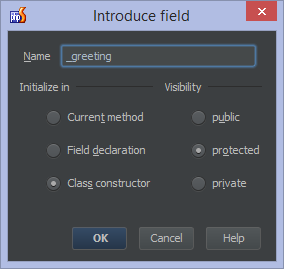 php
Introduce field
Name _greeting
Initialize in Visibility
Current method public
Field declaration protected
Class constructor private
OK Cancel Help